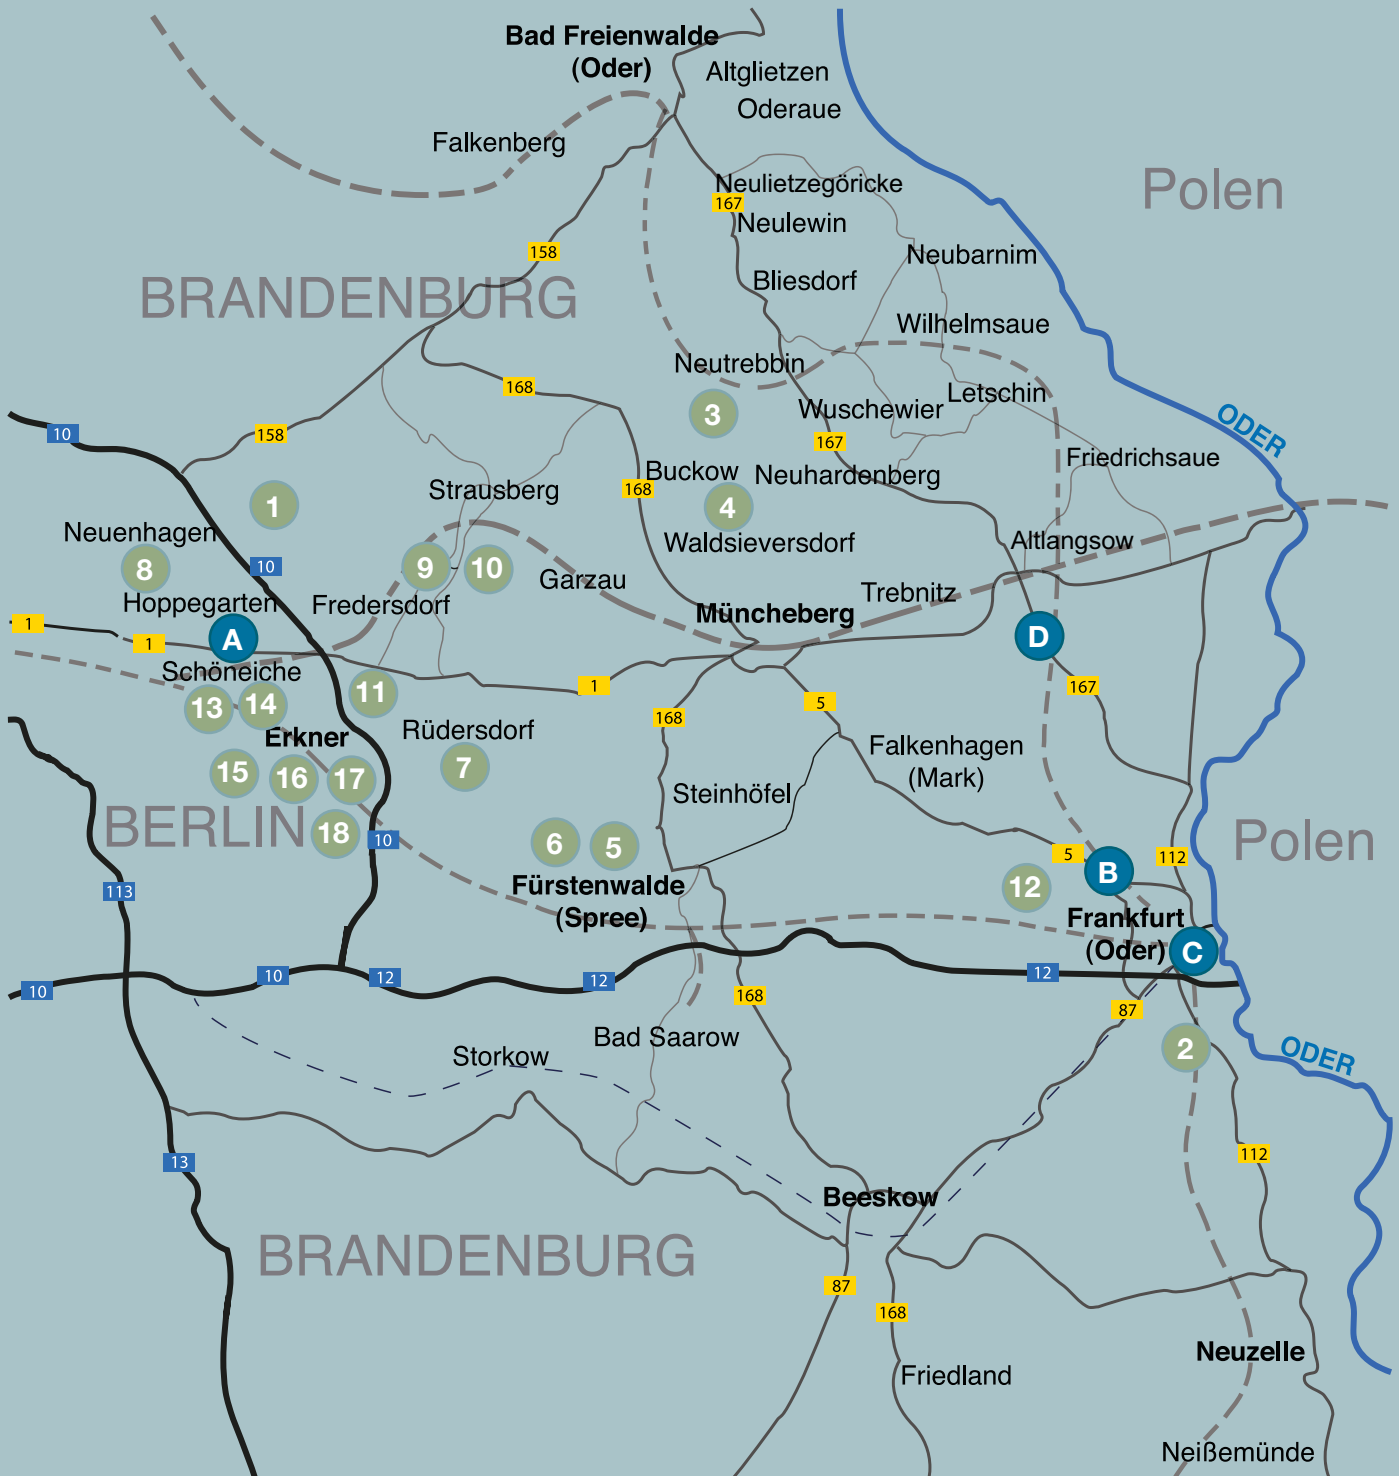 Bad Freienwalde
(Oder)
Altglietzen
Oderaue
Falkenberg
Polen
Neulietzegöricke
167
Neulewin
158
Neubarnim
BRANDENBURG
Bliesdorf
Wilhelmsaue
Neutrebbin
168
Letschin
3
Wuschewier
ODER
10
158
167
Friedrichsaue
Buckow
Neuhardenberg
168
Strausberg
1
4
Neuenhagen
Waldsieversdorf
Altlangsow
8
10
9
10
Garzau
Trebnitz
Hoppegarten
Fredersdorf
Müncheberg
1
1
A
D
Schöneiche
11
1
167
13
14
168
5
Erkner
Rüdersdorf
Falkenhagen
(Mark)
15
16
17
7
Steinhöfel
BERLIN
18
10
6
5
Polen
5
112
B
113
Fürstenwalde
(Spree)
12
Frankfurt
(Oder)
C
10
10
12
12
12
168
87
Bad Saarow
Storkow
2
ODER
13
112
Beeskow
BRANDENBURG
87
168
Neuzelle
Friedland
Neißemünde